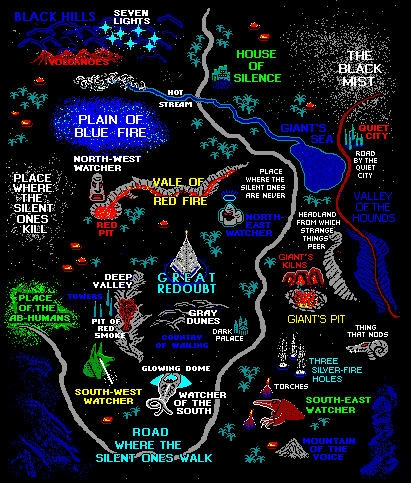 BLACK HILLS
SEVEN
LIGHTS
VOLCANOES
HOUSE
OF
SILENCE
THE
BLACK
MIST
HOT
STREAM
PLAIN OF
BLUE FIRE
GIANT'S
SEA
QUIET
CITY
ROAD
BY THE
QUIET
CITY
NORTH-WEST
WATCHER
VALE OF
RED FIRE
PLACE
WHERE THE
SILENT ONES
ARE NEVER
PLACE
WHERE
THE
SILENT
ONES
KILL
RED
PIT
NORTH-
EAST
WATCHER
VALLEY
OF THE
HOUNDS
HEADLAND
FROM WHICH
STRANGE
THINGS
PEER
GREAT
REDOUBT
GIANT'S
KILNS
DEEP
VALLEY
PLACE
OF THE
AB-HUMANS
TOWERS
PIT OF
RED
SMOKE
GRAY
DUNES
GIANT'S PIT
COUNTRY
OF WAILING
DARK
PALACE
THING
THAT NODS
THREE
SILVER-FIRE
HOLES
GLOWING DOME
SOUTH-WEST
WATCHER
WATCHER
OF THE
SOUTH
TORCHES
SOUTH-EAST
WATCHER
ROAD
WHERE THE
SILENT ONES WALK
MOUNTAIN
OF THE
VOICE